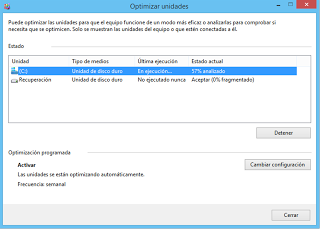 Optimizar unidades
Puede optimizar las unidades para que el equipo funcione de un modo más eficaz o analizarlas para comprobar si
necesita que se optimicen. Solo se muestran las unidades del equipo o que estén conectadas a él.
Estado
Unidad Tipo de medios Última ejecución Estado actual
(C:) Unidad de disco duro En ejecución... 57% analizado
Recuperación Unidad de disco duro No ejecutado nunca Aceptar (0% fragmentado)
Detener
Optimización programada
Activar Cambiar configuración
Las unidades se están optimizando automáticamente.
Frecuencia: semanal
Cerrar